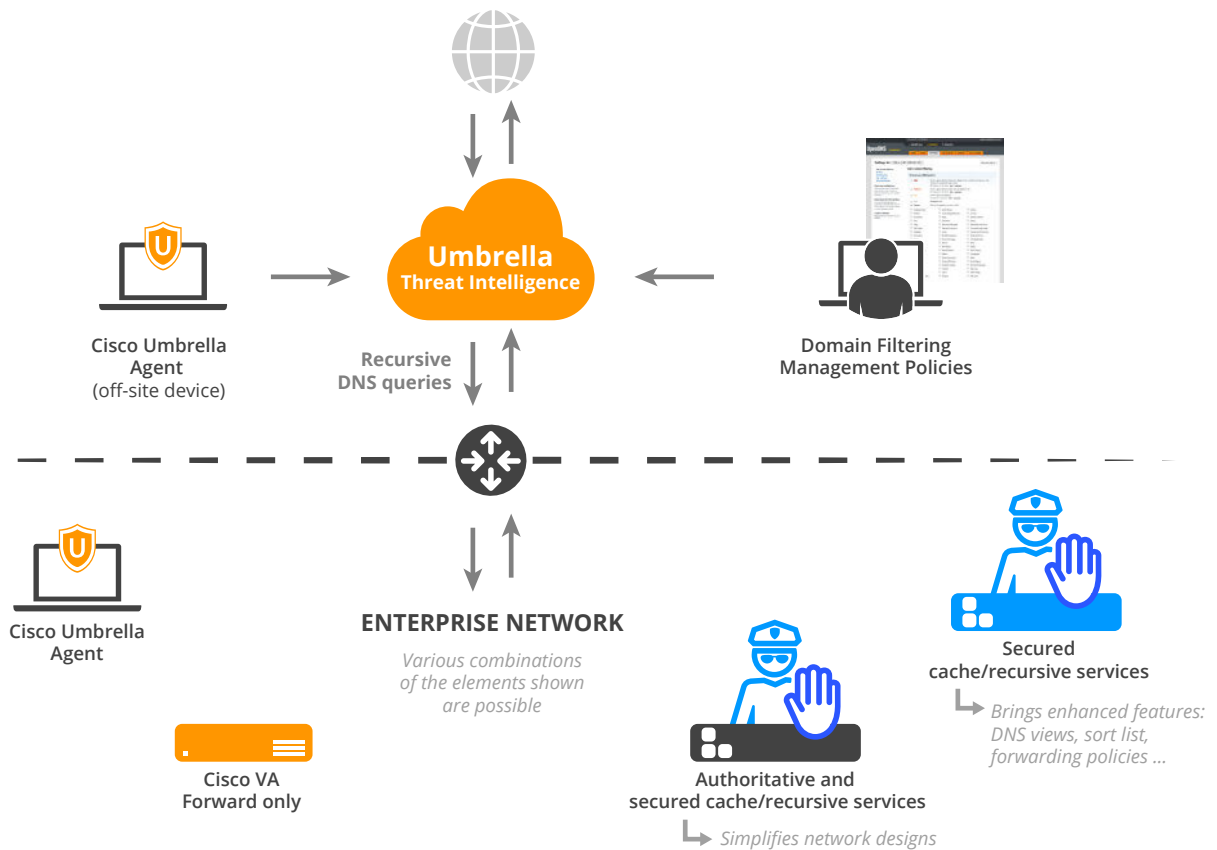 OpenDNS
U
Umbrella
Threat Intelligence
Cisco Umbrella
Agent
(off-site device)
Recursive
DNS queries
Domain Filtering
Management Policies
U
Cisco Umbrella
Agent
ENTERPRISE NETWORK
Various combinations
of the elements shown
are possible
Cisco VA
Forward only
Authoritative and
secured cache/recursive services
Simplifies network designs
Secured
cache/recursive services
Brings enhanced features:
DNS views, sort list,
forwarding policies ...